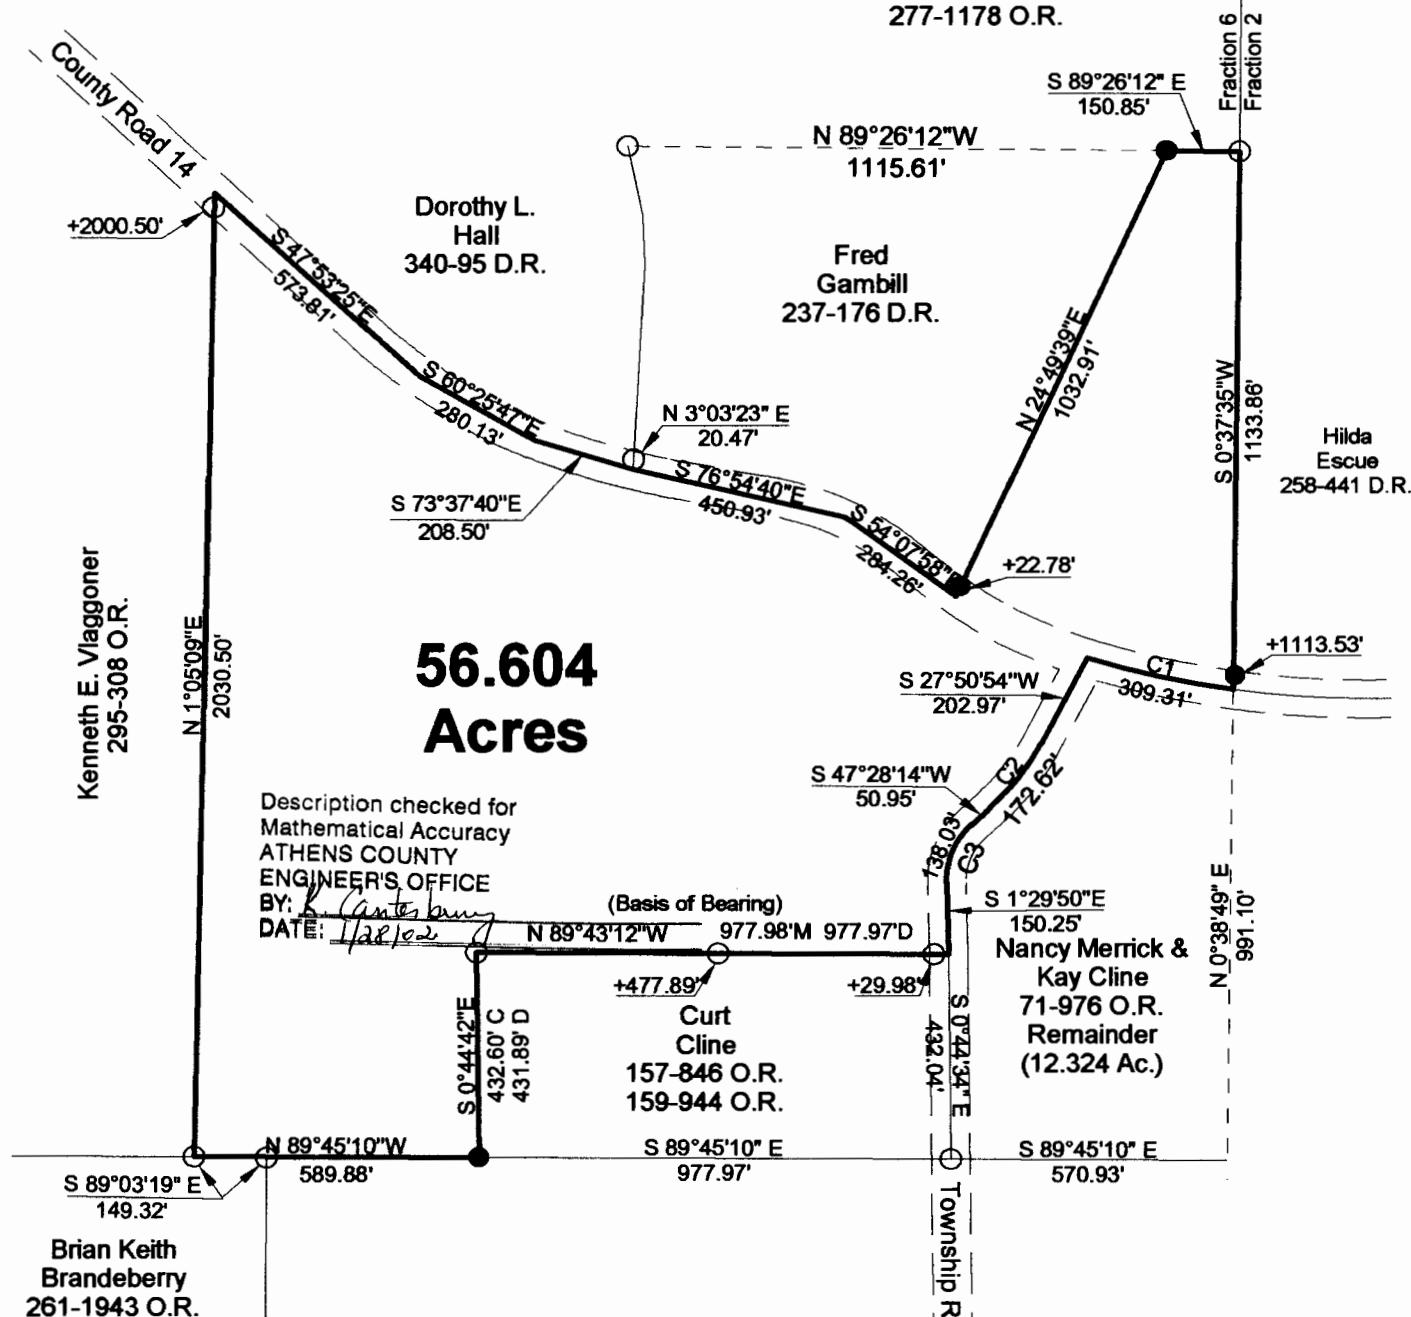 277-1178 O.R.
Fraction 6
Fraction 2
County Road 14
S 89°26'12" E
150.85'
N 89°26'12"W
1115.61'
+2000.50'
Dorothy L.
Hall
340-95 D.R.
Fred
Gambill
237-176 D.R.
S 47°53'25"E
573.81'
S 60°25'47"E
280.13'
N 3°03'23" E
20.47'
S 73°37'40"E
208.50'
S 76°54'40"E
450.93'
S 54°07'58"E
284.26'
N 24°49'39"E
1032.91'
S 0°37'35"W
1133.86'
Hilda
Escue
258-441 D.R.
+22.78'
+1113.53'
Kenneth E. Vlaggoner
295-308 O.R.
N 1°05'09"E
2030.50'
56.604
Acres
S 27°50'54"W
202.97'
C1
309.31'
S 47°28'14"W
50.95'
C2
172.62'
138.03'
C3
Description checked for
Mathematical Accuracy
ATHENS COUNTY
ENGINEER'S OFFICE
BY: K. Canterbury
DATE: 1/28/02
(Basis of Bearing)
N 89°43'12"W 977.98'M 977.97'D
S 1°29'50"E
150.25'
N 0°38'49" E
991.10'
+477.89'
+29.98'
Nancy Merrick &
Kay Cline
71-976 O.R.
Remainder
(12.324 Ac.)
S 0°44'42"E
432.60' C
431.89' D
Curt
Cline
157-846 O.R.
159-944 O.R.
S 0°44'34" E
432.04'
N 89°45'10"W
589.88'
S 89°45'10" E
977.97'
S 89°45'10" E
570.93'
S 89°03'19" E
149.32'
Township R
Brian Keith
Brandeberry
261-1943 O.R.